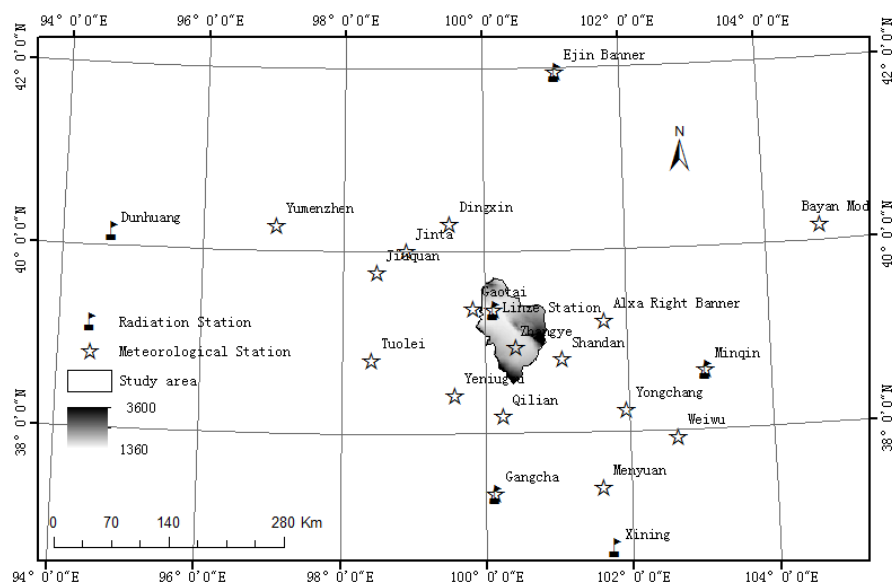 94° 0′0″N 96° 0′0″N 98° 0′0″N 100° 0′0″N 102° 0′0″N 104° 0′0″N
42° 0′0″N
42° 0′0″N
Ejin Banner
N
Dunhuang
Yumenzhen
Dingxin
Bayan Mod
Jinta
40° 0′0″N
40° 0′0″N
Jiuquan
Gaotai
Linze Station
Alxa Right Banner
Radiation Station
Zhangye
Meteorological Station
Tuolei
Shandan
Minqin
Study area
Qilian
Yongchang
3600
Weiwu
1360
38° 0′0″N
38° 0′0″N
Gangcha
Menyuan
0 70 140 280 Km
Xining
94° 0′0″E 96° 0′0″E 98° 0′0″E 100° 0′0″E 102° 0′0″E 104° 0′0″E